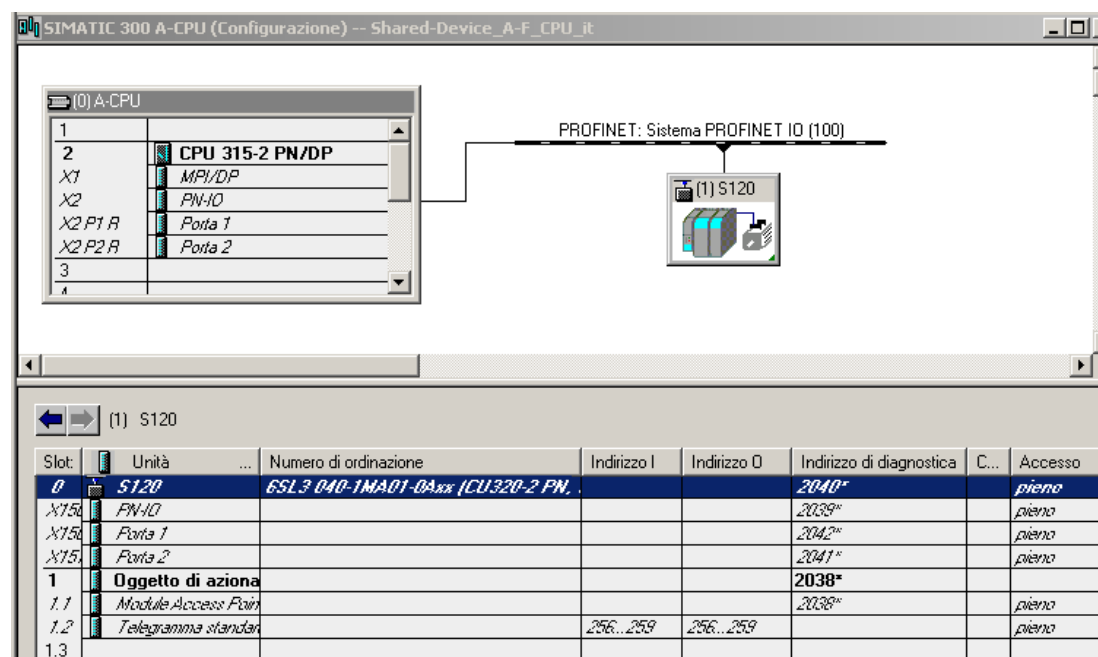 SIMATIC 300 A-CPU (Configurazione) -- Shared-Device_A-F_CPU_it
(0) A-CPU
1
2 CPU 315-2 PN/DP
X1 MPI/DP
X2 PN-IO
X2 P1 R Porta 1
X2 P2 R Porta 2
3
PROFINET: Sistema PROFINET IO (100)
(1) S120
(1) S120
Slot: Unità ... Numero di ordinazione Indirizzo I Indirizzo O Indirizzo di diagnostica C... Accesso
0 S120 6SL3 040-1MA01-0Axx (CU320-2 PN, 2040* pieno
X150 PN-IO 2039* pieno
X150 Porta 1 2042* pieno
X15 Porta 2 2041* pieno
1 Oggetto di aziona 2038*
1.1 Module Access Poin 2038* pieno
1.2 Telegramma standar 256...259 256...259 pieno
1.3